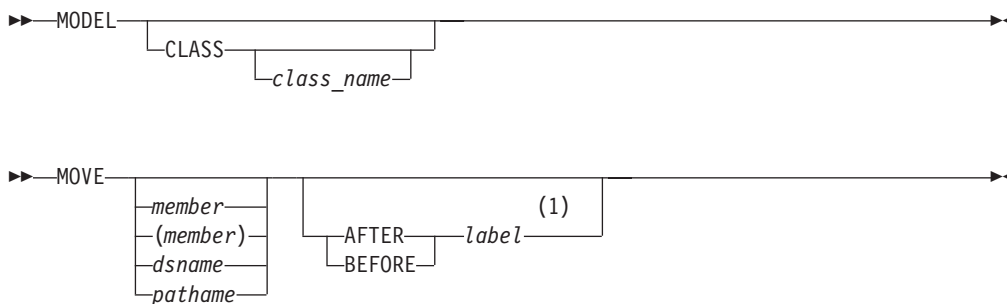 MODEL
CLASS
class_name
MOVE
member
(member)
dsname
pathame
AFTER
BEFORE
label
(1)